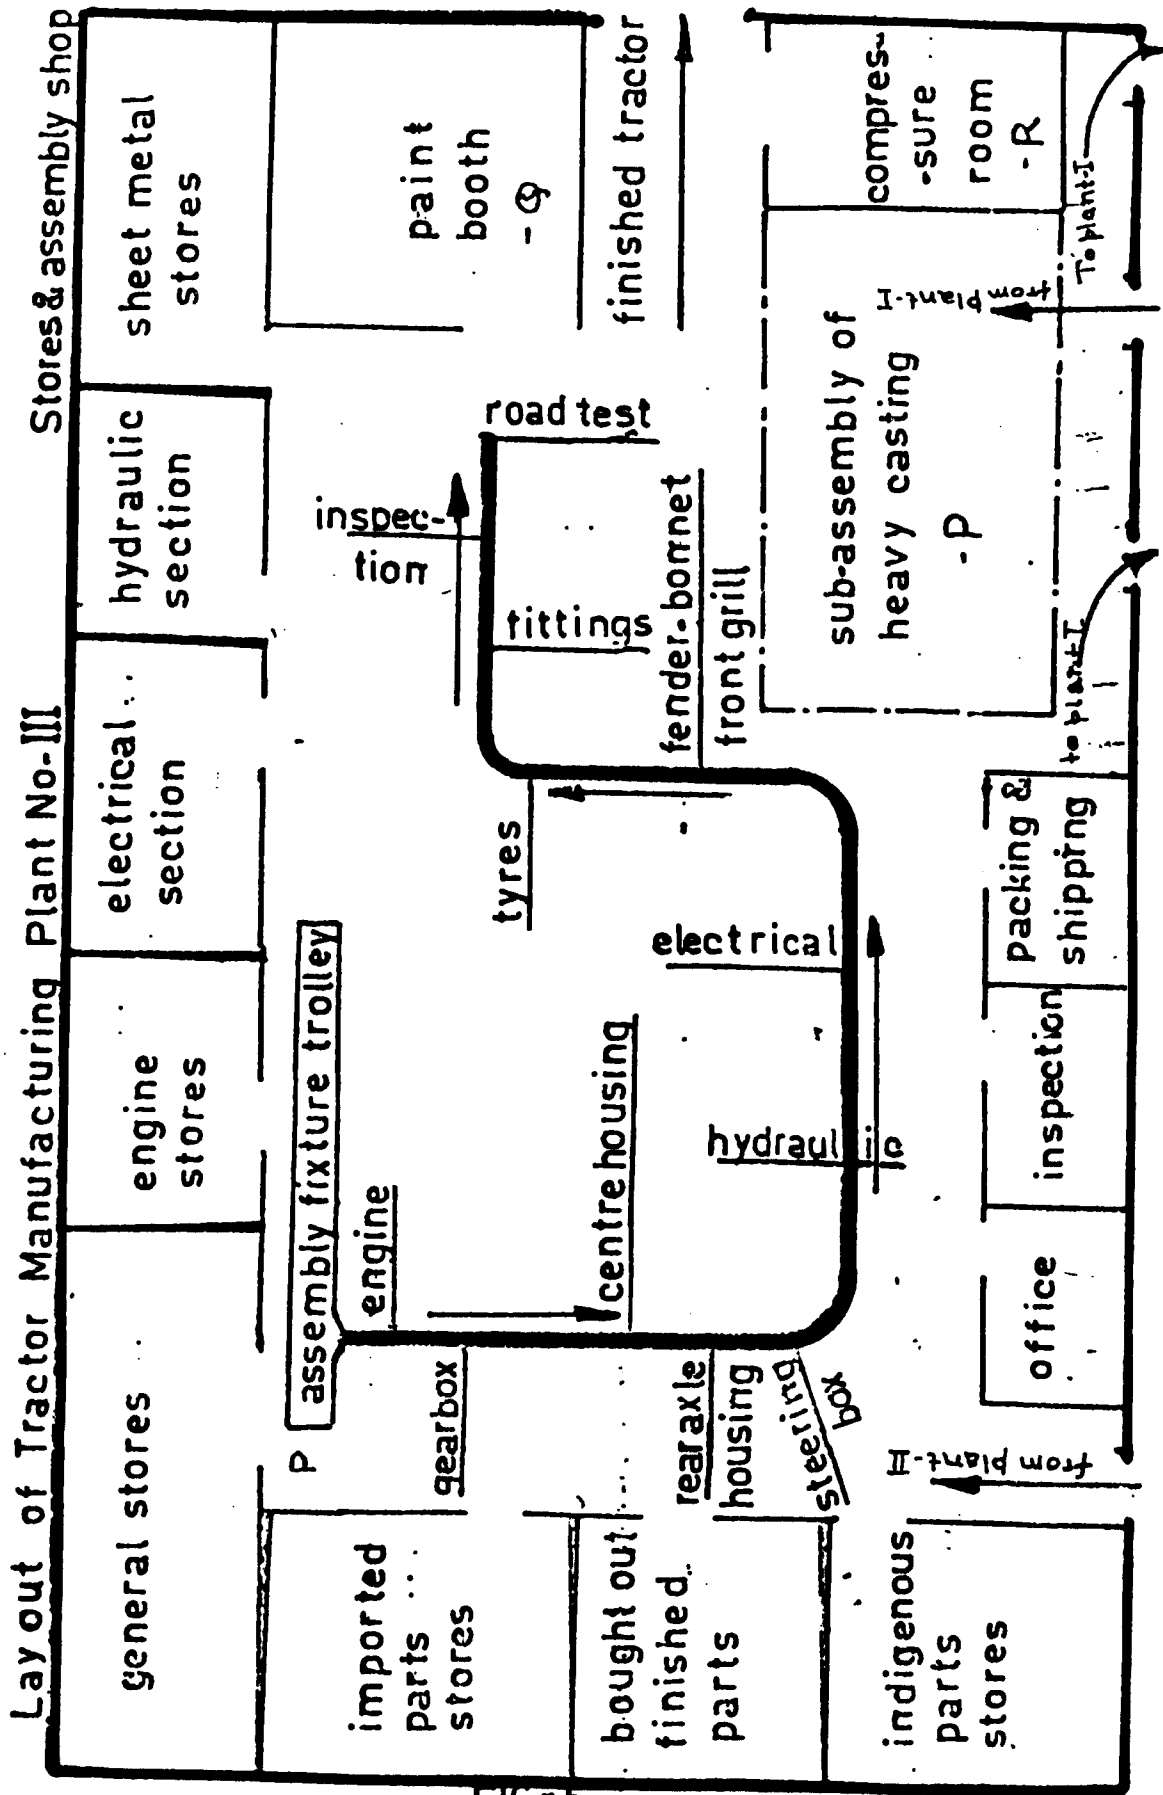 Lay out of Tractor Manufacturing Plant No-III
Stores & assembly shop
general stores
engine
stores
electrical
section
hydraulic
section
sheet metal
stores
P
assembly fixture trolley
engine
gearbox
centre housing
rearaxle
housing
steering
box
hydraulic
electrical
tyres
fender-bonnet
front grill
fittings
inspec-
tion
road test
paint
booth
-Q
finished tractor
imported
parts
stores
bought out
finished
parts
indigenous
parts
stores
from plant-II
office
inspection
packing &
shipping
to plant I
sub-assembly of
heavy casting
-P
from plant-I
To plant-I
compres-
-sure
room
-R